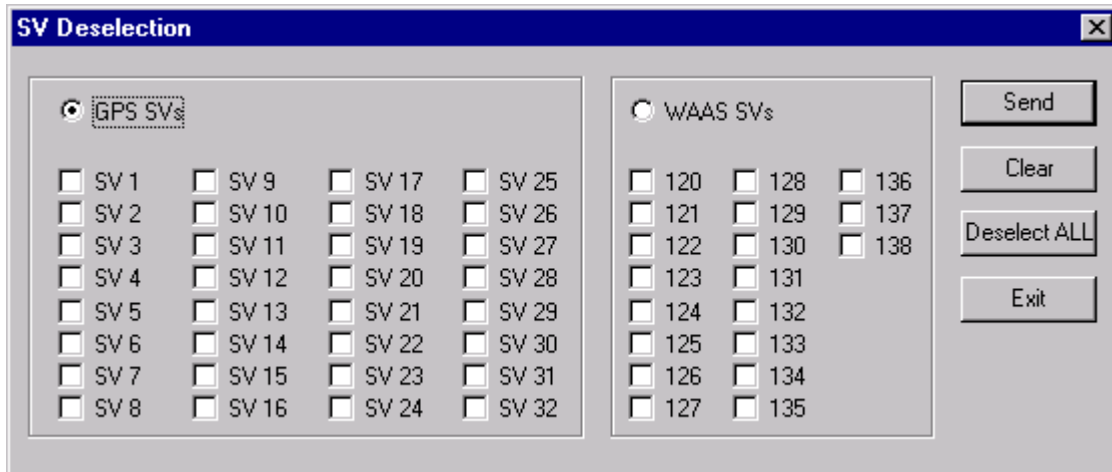 SV Deselection
GPS SVs
SV 1 SV 9 SV 17 SV 25
SV 2 SV 10 SV 18 SV 26
SV 3 SV 11 SV 19 SV 27
SV 4 SV 12 SV 20 SV 28
SV 5 SV 13 SV 21 SV 29
SV 6 SV 14 SV 22 SV 30
SV 7 SV 15 SV 23 SV 31
SV 8 SV 16 SV 24 SV 32
WAAS SVs
120 128 136
121 129 137
122 130 138
123 131
124 132
125 133
126 134
127 135
Send
Clear
Deselect ALL
Exit